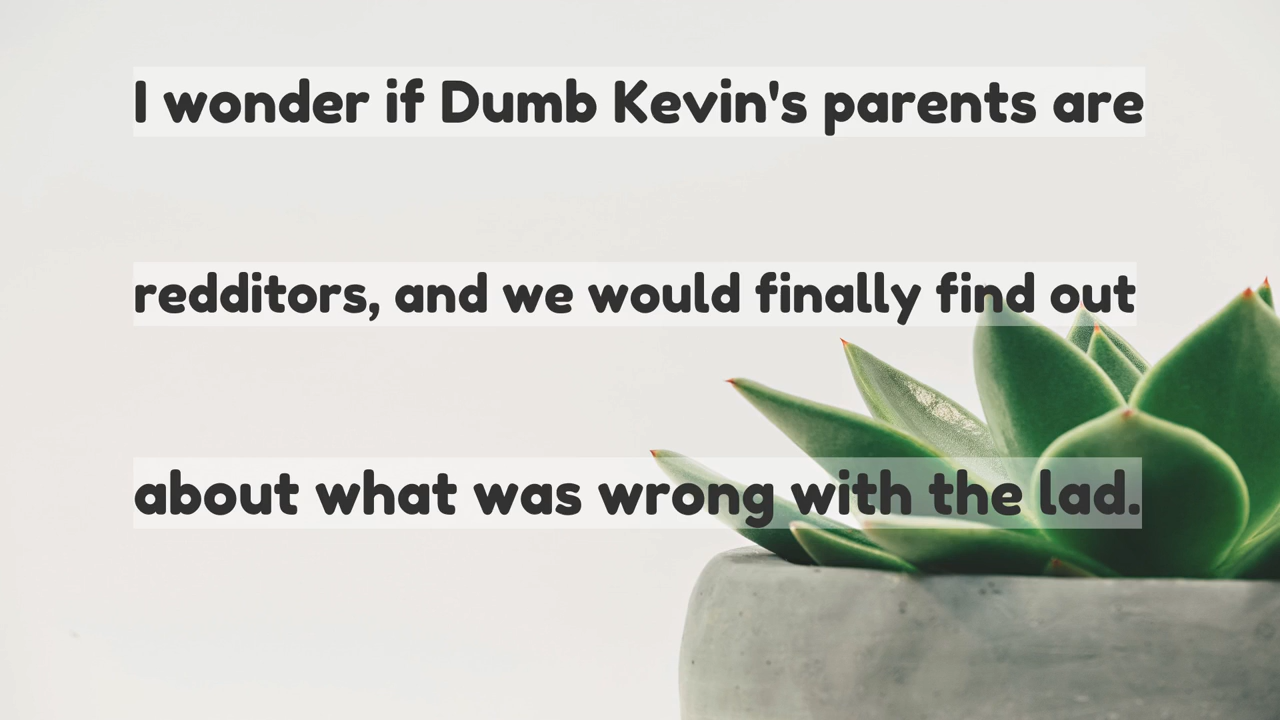 I wonder if Dumb Kevin's parents are
redditors, and we would finally find out
about what was wrong with the lad.